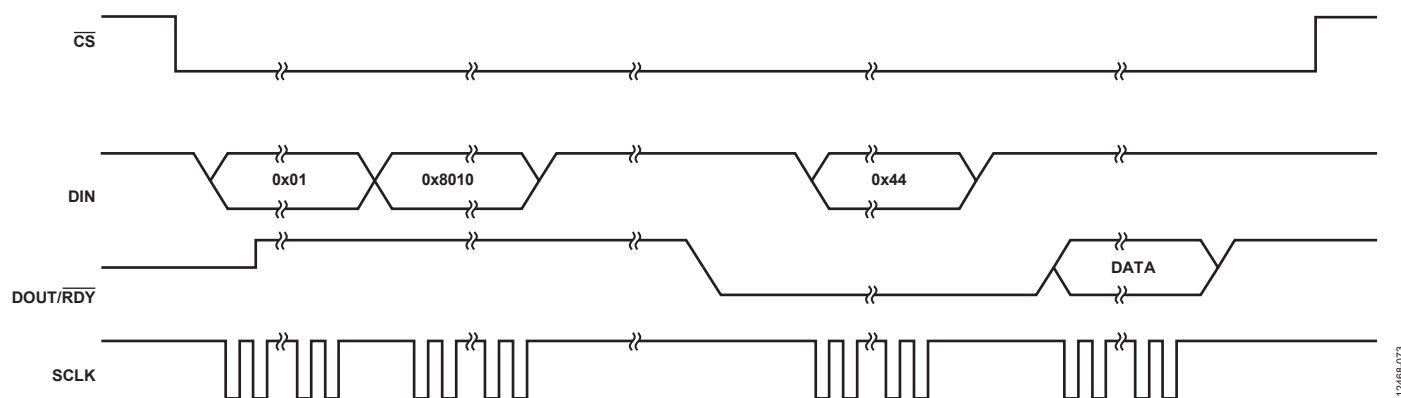 CS
DIN
0x01 0x8010 0x44
DOUT/RDY
DATA
SCLK
12468-073